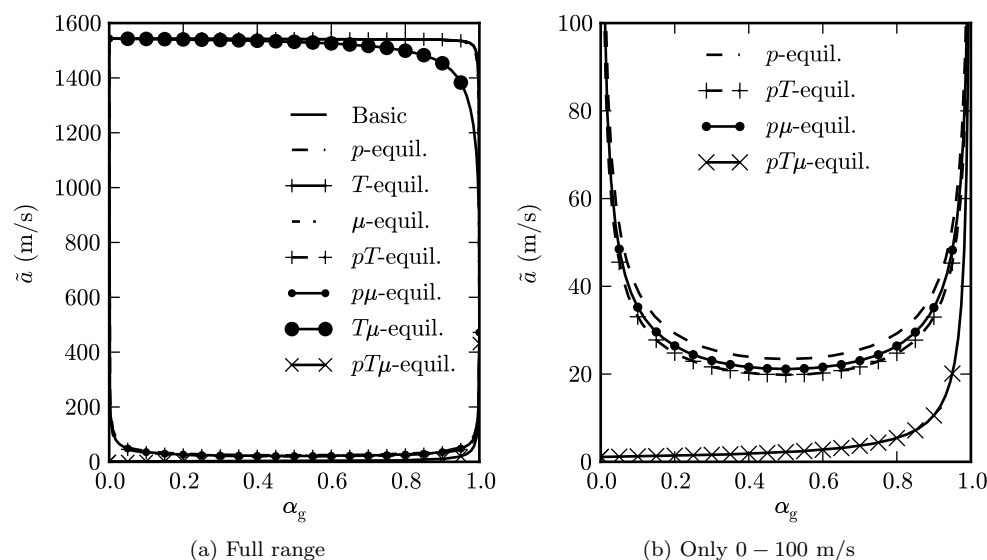 1600
1400
1200
1000
800
600
400
200
0
ã (m/s)
0.0 0.2 0.4 0.6 0.8 1.0
α_g
Basic
p-equil.
T-equil.
μ-equil.
pT-equil.
pμ-equil.
Tμ-equil.
pTμ-equil.
(a) Full range
100
80
60
40
20
0
ã (m/s)
0.0 0.2 0.4 0.6 0.8 1.0
α_g
p-equil.
pT-equil.
pμ-equil.
pTμ-equil.
(b) Only 0 – 100 m/s